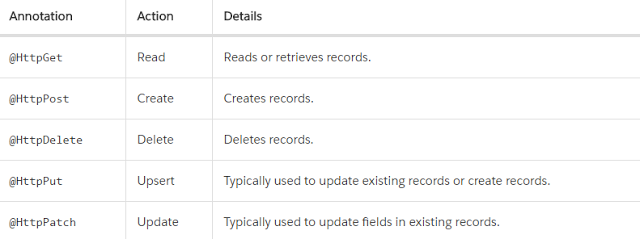 Annotation Action Details
@HttpGet Read Reads or retrieves records.
@HttpPost Create Creates records.
@HttpDelete Delete Deletes records.
@HttpPut Upsert Typically used to update existing records or create records.
@HttpPatch Update Typically used to update fields in existing records.